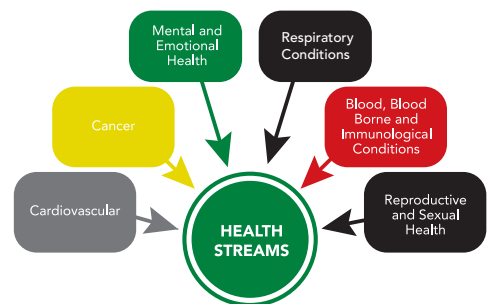 Mental and
Emotional
Health
Respiratory
Conditions
Cancer
Blood, Blood
Borne and
Immunological
Conditions
Cardiovascular
Reproductive
and Sexual
Health
HEALTH
STREAMS